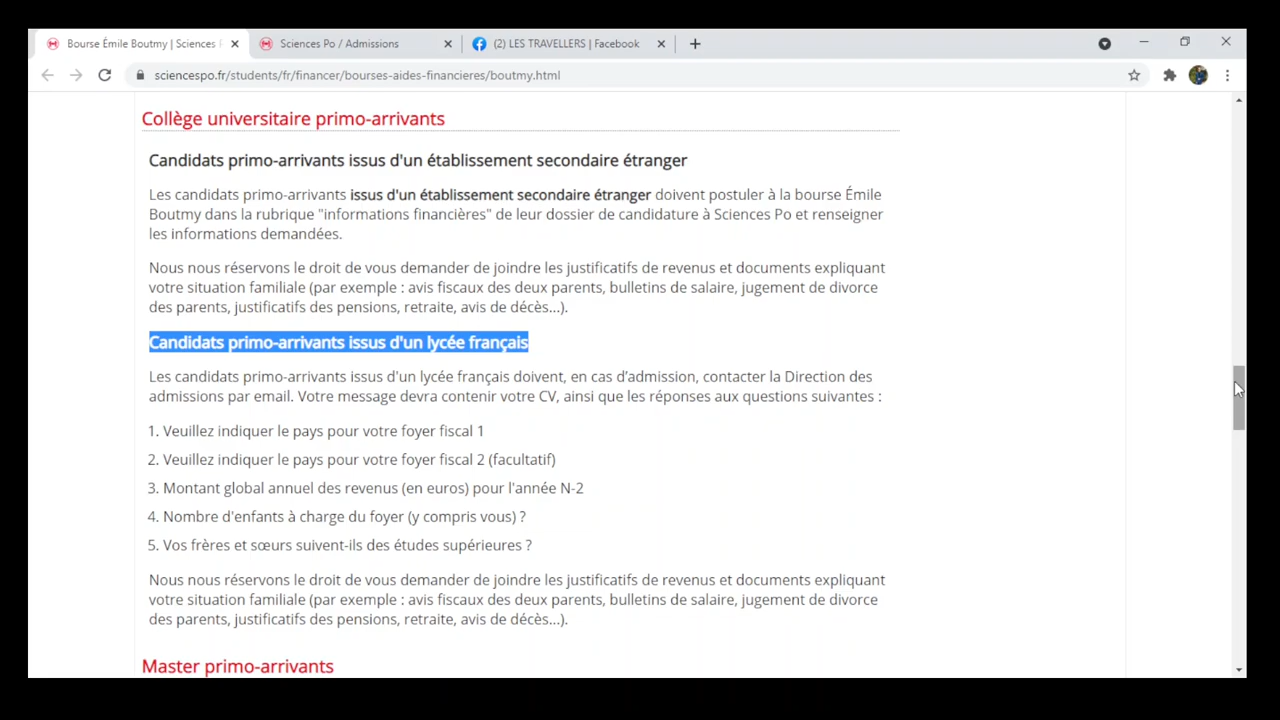 Bourse Émile Boutmy | Sciences P
Sciences Po / Admissions
(2) LES TRAVELLERS | Facebook
sciencespo.fr/students/fr/financer/bourses-aides-financieres/boutmy.html
Collège universitaire primo-arrivants
Candidats primo-arrivants issus d'un établissement secondaire étranger
Les candidats primo-arrivants issus d'un établissement secondaire étranger doivent postuler à la bourse Émile
Boutmy dans la rubrique "informations financières" de leur dossier de candidature à Sciences Po et renseigner
les informations demandées.
Nous nous réservons le droit de vous demander de joindre les justificatifs de revenus et documents expliquant
votre situation familiale (par exemple : avis fiscaux des deux parents, bulletins de salaire, jugement de divorce
des parents, justificatifs des pensions, retraite, avis de décès...).
Candidats primo-arrivants issus d'un lycée français
Les candidats primo-arrivants issus d'un lycée français doivent, en cas d'admission, contacter la Direction des
admissions par email. Votre message devra contenir votre CV, ainsi que les réponses aux questions suivantes :
1. Veuillez indiquer le pays pour votre foyer fiscal 1
2. Veuillez indiquer le pays pour votre foyer fiscal 2 (facultatif)
3. Montant global annuel des revenus (en euros) pour l'année N-2
4. Nombre d'enfants à charge du foyer (y compris vous) ?
5. Vos frères et sœurs suivent-ils des études supérieures ?
Nous nous réservons le droit de vous demander de joindre les justificatifs de revenus et documents expliquant
votre situation familiale (par exemple : avis fiscaux des deux parents, bulletins de salaire, jugement de divorce
des parents, justificatifs des pensions, retraite, avis de décès...).
Master primo-arrivants